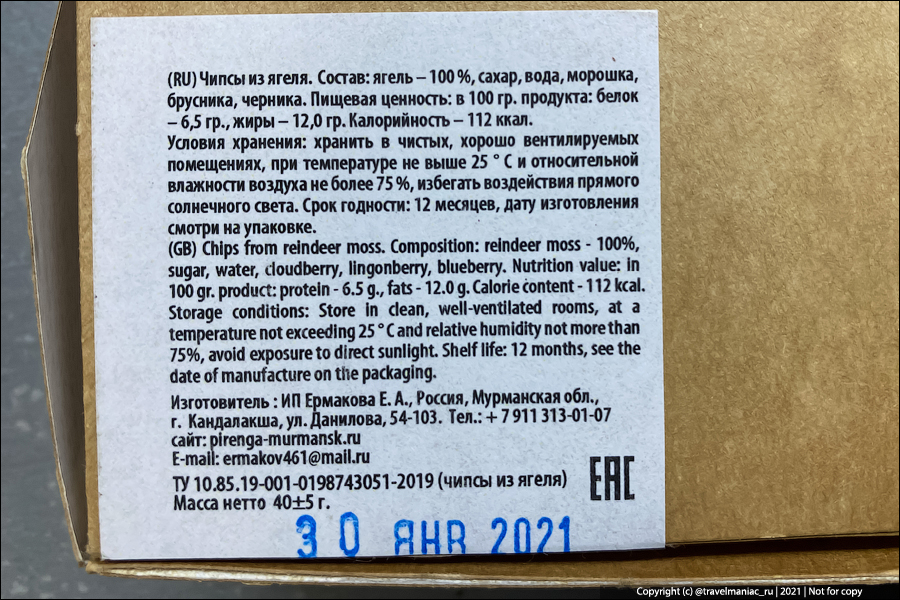 (RU) Чипсы из ягеля. Состав: ягель – 100 %, сахар, вода, морошка,
брусника, черника. Пищевая ценность: в 100 гр. продукта: белок
– 6,5 гр., жиры – 12,0 гр. Калорийность – 112 ккал.
Условия хранения: хранить в чистых, хорошо вентилируемых
помещениях, при температуре не выше 25 ° С и относительной
влажности воздуха не более 75 %, избегать воздействия прямого
солнечного света. Срок годности: 12 месяцев, дату изготовления
смотри на упаковке.
(GB) Chips from reindeer moss. Composition: reindeer moss - 100%,
sugar, water, cloudberry, lingonberry, blueberry. Nutrition value: in
100 gr. product: protein - 6.5 g., fats - 12.0 g. Calorie content - 112 kcal.
Storage conditions: Store in clean, well-ventilated rooms, at a
temperature not exceeding 25 ° C and relative humidity not more than
75%, avoid exposure to direct sunlight. Shelf life: 12 months, see the
date of manufacture on the packaging.
Изготовитель : ИП Ермакова Е. А., Россия, Мурманская обл.,
г. Кандалакша, ул. Данилова, 54-103. Тел.: + 7 911 313-01-07
сайт: pirenga-murmansk.ru
E-mail: ermakov461@mail.ru
ТУ 10.85.19-001-0198743051-2019 (чипсы из ягеля)
Масса нетто 40±5 г.
ЕАС
30 ЯНВ 2021
Copyright (c) @travelmaniac_ru | 2021 | Not for copy